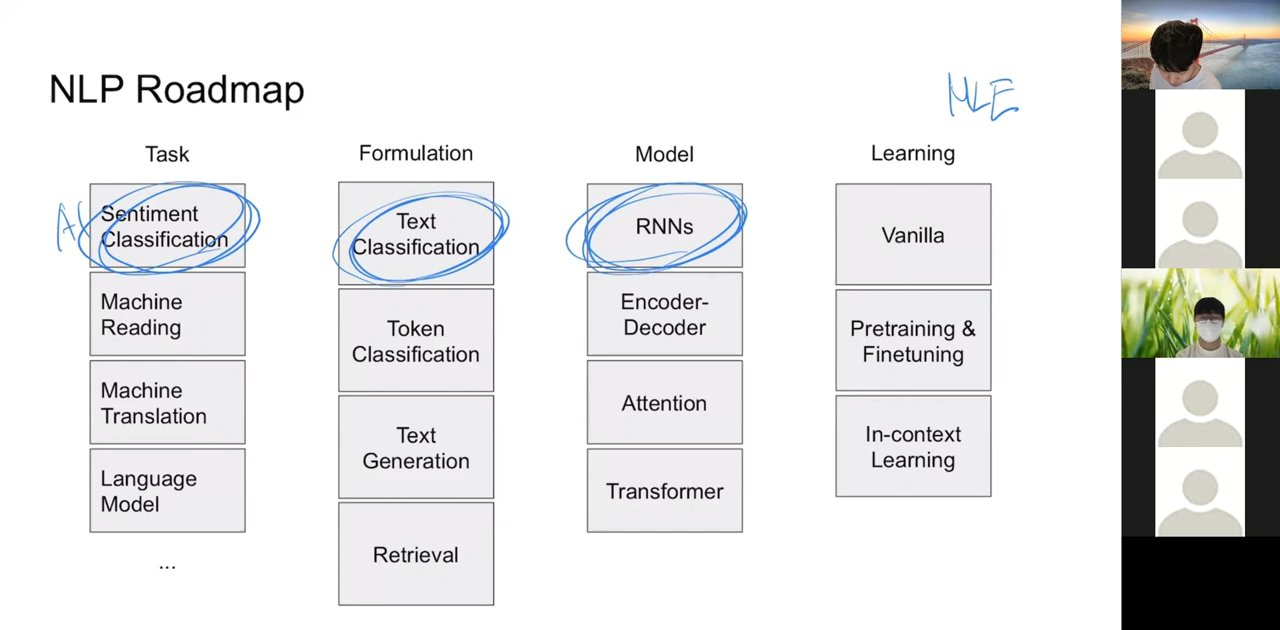 NLP Roadmap
MLE
Task
Formulation
Model
Learning
Sentiment
Classification
Machine
Reading
Machine
Translation
Language
Model
...
Text
Classification
Token
Classification
Text
Generation
Retrieval
RNNs
Encoder-
Decoder
Attention
Transformer
Vanilla
Pretraining &
Finetuning
In-context
Learning